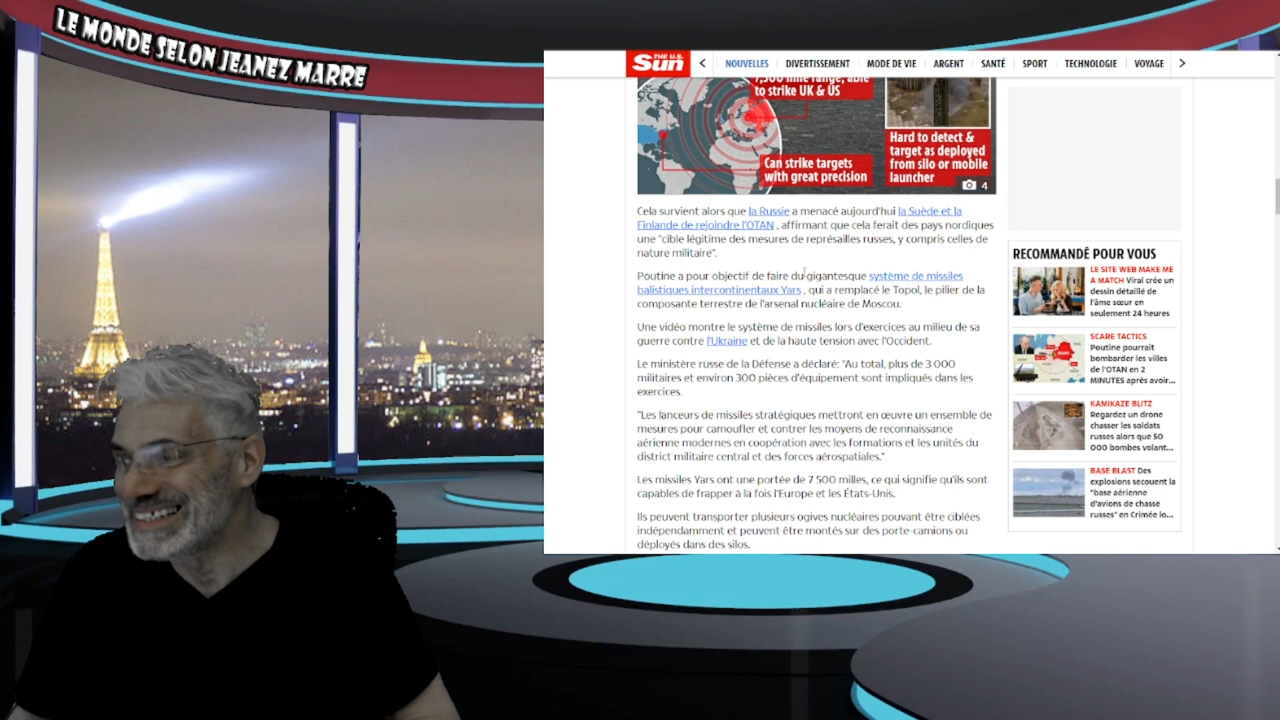 LE MONDE SELON JEANEZ MARRE
THE U.S. Sun
NOUVELLES DIVERTISSEMENT MODE DE VIE ARGENT SANTÉ SPORT TECHNOLOGIE VOYAGE
7,500 mile range, able
to strike UK & US
Can strike targets
with great precision
Hard to detect &
target as deployed
from silo or mobile
launcher
4
Cela survient alors que la Russie a menacé aujourd'hui la Suède et la
Finlande de rejoindre l'OTAN , affirmant que cela ferait des pays nordiques
une "cible légitime des mesures de représailles russes, y compris celles de
nature militaire".
Poutine a pour objectif de faire du gigantesque système de missiles
balistiques intercontinentaux Yars , qui a remplacé le Topol, le pilier de la
composante terrestre de l'arsenal nucléaire de Moscou.
Une vidéo montre le système de missiles lors d'exercices au milieu de sa
guerre contre l'Ukraine et de la haute tension avec l'Occident.
Le ministère russe de la Défense a déclaré: "Au total, plus de 3 000
militaires et environ 300 pièces d'équipement sont impliqués dans les
exercices.
"Les lanceurs de missiles stratégiques mettront en œuvre un ensemble de
mesures pour camoufler et contrer les moyens de reconnaissance
aérienne modernes en coopération avec les formations et les unités du
district militaire central et des forces aérospatiales."
Les missiles Yars ont une portée de 7 500 milles, ce qui signifie qu'ils sont
capables de frapper à la fois l'Europe et les États-Unis.
Ils peuvent transporter plusieurs ogives nucléaires pouvant être ciblées
indépendamment et peuvent être montés sur des porte-camions ou
déployés dans des silos.
RECOMMANDÉ POUR VOUS
LE SITE WEB MAKE ME
A MATCH Viral crée un
dessin détaillé de
l'âme sœur en
seulement 24 heures
SCARE TACTICS
Poutine pourrait
bombarder les villes
de l'OTAN en 2
MINUTES après avoir...
KAMIKAZE BLITZ
Regardez un drone
chasser les soldats
russes alors que 50
000 bombes volant...
BASE BLAST Des
explosions secouent la
"base aérienne
d'avions de chasse
russes" en Crimée lo...